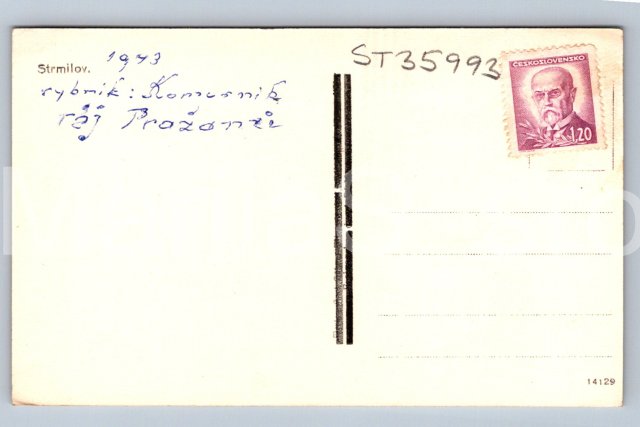 1943
Strmilov.
rybník: Komorník
ráj Pražanů
ST35993
ČESKOSLOVENSKO
1.20
14129